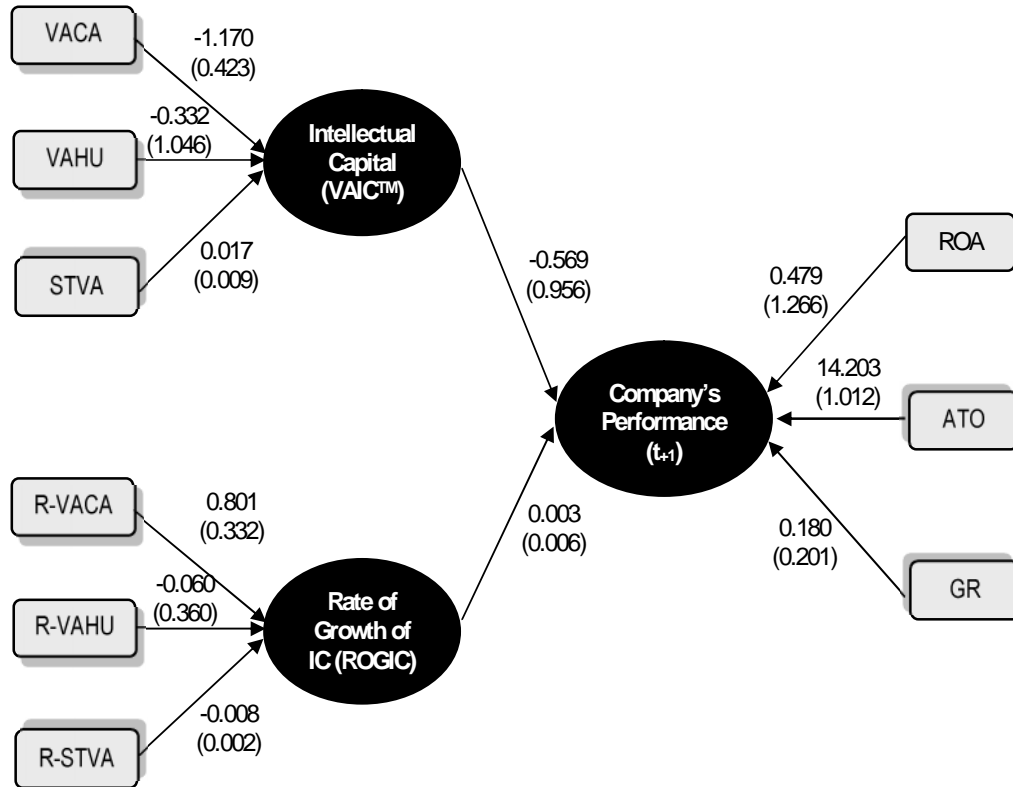 VACA
-1.170
(0.423)
VAHU
-0.332
(1.046)
STVA
0.017
(0.009)
Intellectual
Capital
(VAIC™)
-0.569
(0.956)
ROA
0.479
(1.266)
ATO
14.203
(1.012)
GR
0.180
(0.201)
Company's
Performance
(t+1)
R-VACA
0.801
(0.332)
R-VAHU
-0.060
(0.360)
R-STVA
-0.008
(0.002)
Rate of
Growth of
IC (ROGIC)
0.003
(0.006)